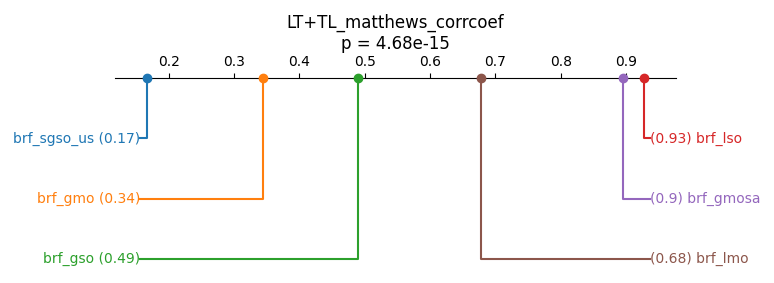 LT+TL_matthews_corrcoef
p = 4.68e-15
0.2 0.3 0.4 0.5 0.6 0.7 0.8 0.9
brf_sgso_us (0.17)
(0.93) brf_lso
brf_gmo (0.34)
(0.9) brf_gmosa
brf_gso (0.49)
(0.68) brf_lmo